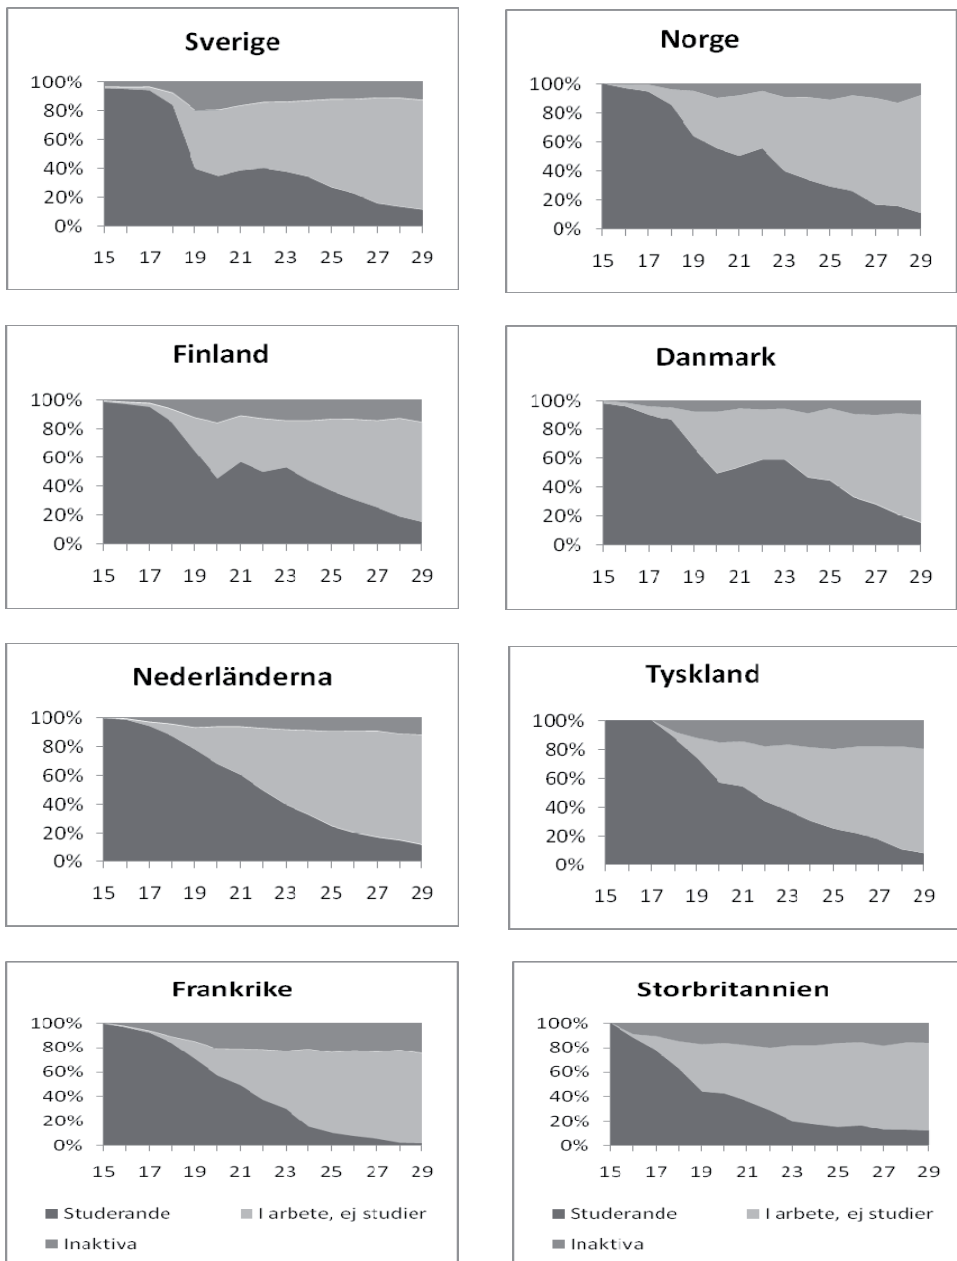 Sverige
100%
80%
60%
40%
20%
0%
15 17 19 21 23 25 27 29
Norge
100%
80%
60%
40%
20%
0%
15 17 19 21 23 25 27 29
Finland
100%
80%
60%
40%
20%
0%
15 17 19 21 23 25 27 29
Danmark
100%
80%
60%
40%
20%
0%
15 17 19 21 23 25 27 29
Nederländerna
100%
80%
60%
40%
20%
0%
15 17 19 21 23 25 27 29
Tyskland
100%
80%
60%
40%
20%
0%
15 17 19 21 23 25 27 29
Frankrike
100%
80%
60%
40%
20%
0%
15 17 19 21 23 25 27 29
Studerande I arbete, ej studier
Inaktiva
Storbritannien
100%
80%
60%
40%
20%
0%
15 17 19 21 23 25 27 29
Studerande I arbete, ej studier
Inaktiva